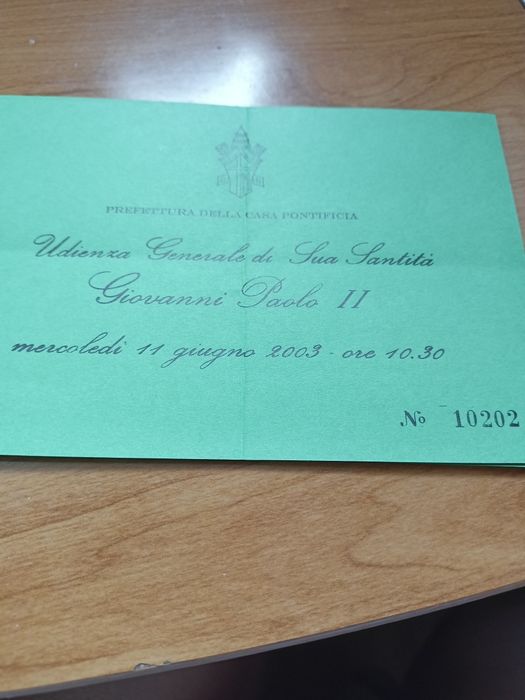 PREFETTURA DELLA CASA PONTIFICIA
Udienza Generale di Sua Santità
Giovanni Paolo II
mercoledì 11 giugno 2003 - ore 10.30
Nº 10202